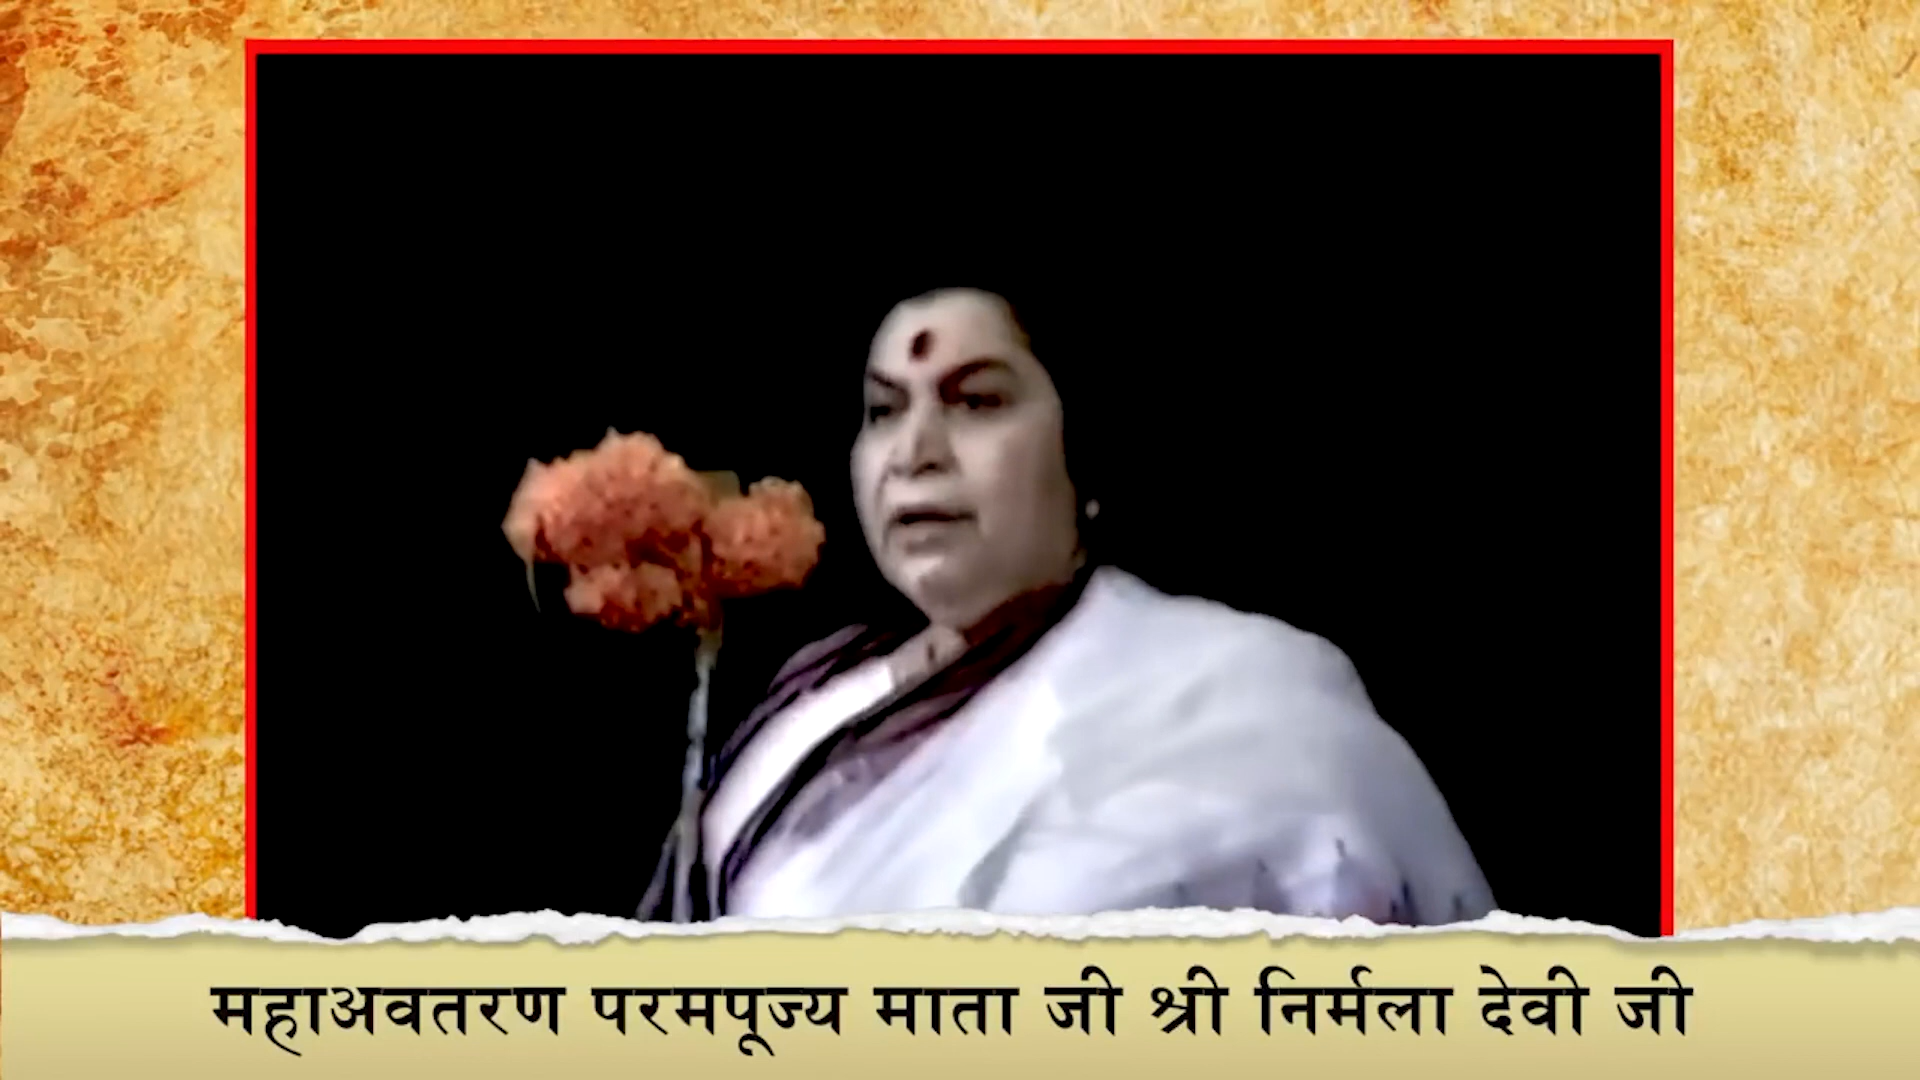 महाअवतरण परमपूज्य माता जी श्री निर्मला देवी जी